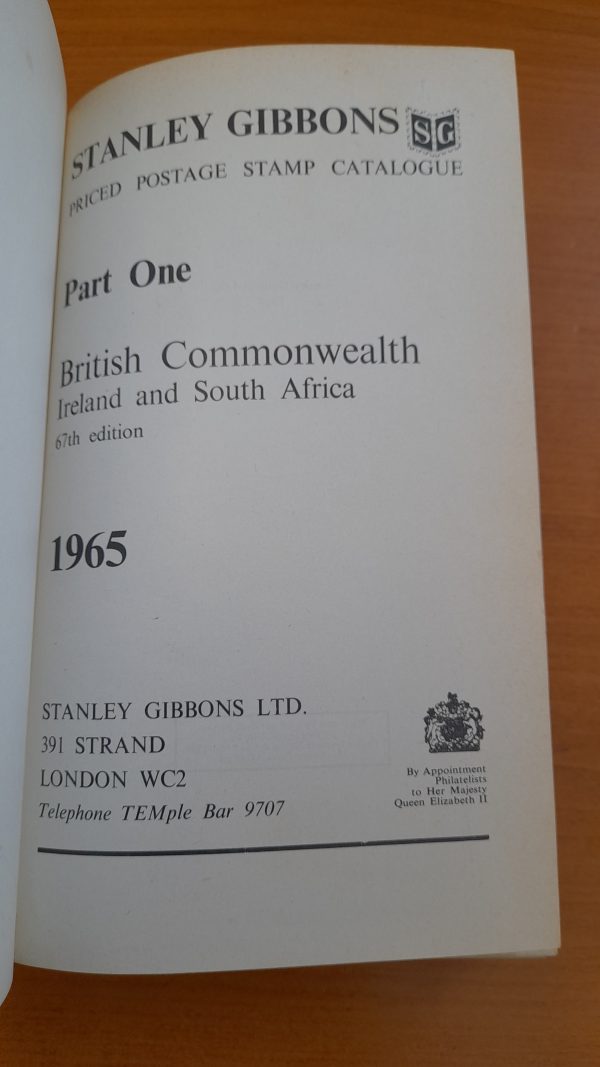 STANLEY GIBBONS SG
PRICED POSTAGE STAMP CATALOGUE
Part One
British Commonwealth
Ireland and South Africa
67th edition
1965
STANLEY GIBBONS LTD.
391 STRAND
LONDON WC2
Telephone TEMple Bar 9707
By Appointment
Philatelists
to Her Majesty
Queen Elizabeth II